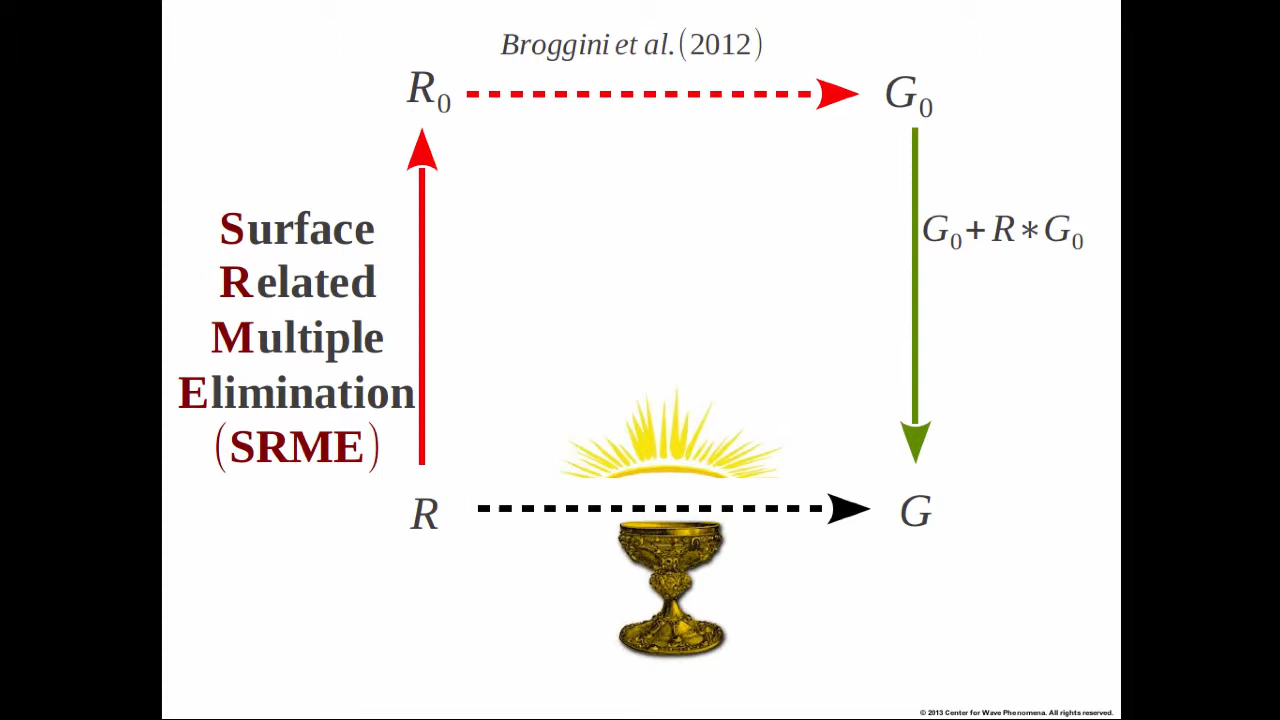 Broggini et al. (2012)
R₀
G₀
Surface
Related
Multiple
Elimination
(SRME)
G₀ + R ∗ G₀
R
G
© 2013 Center for Wave Phenomena. All rights reserved.